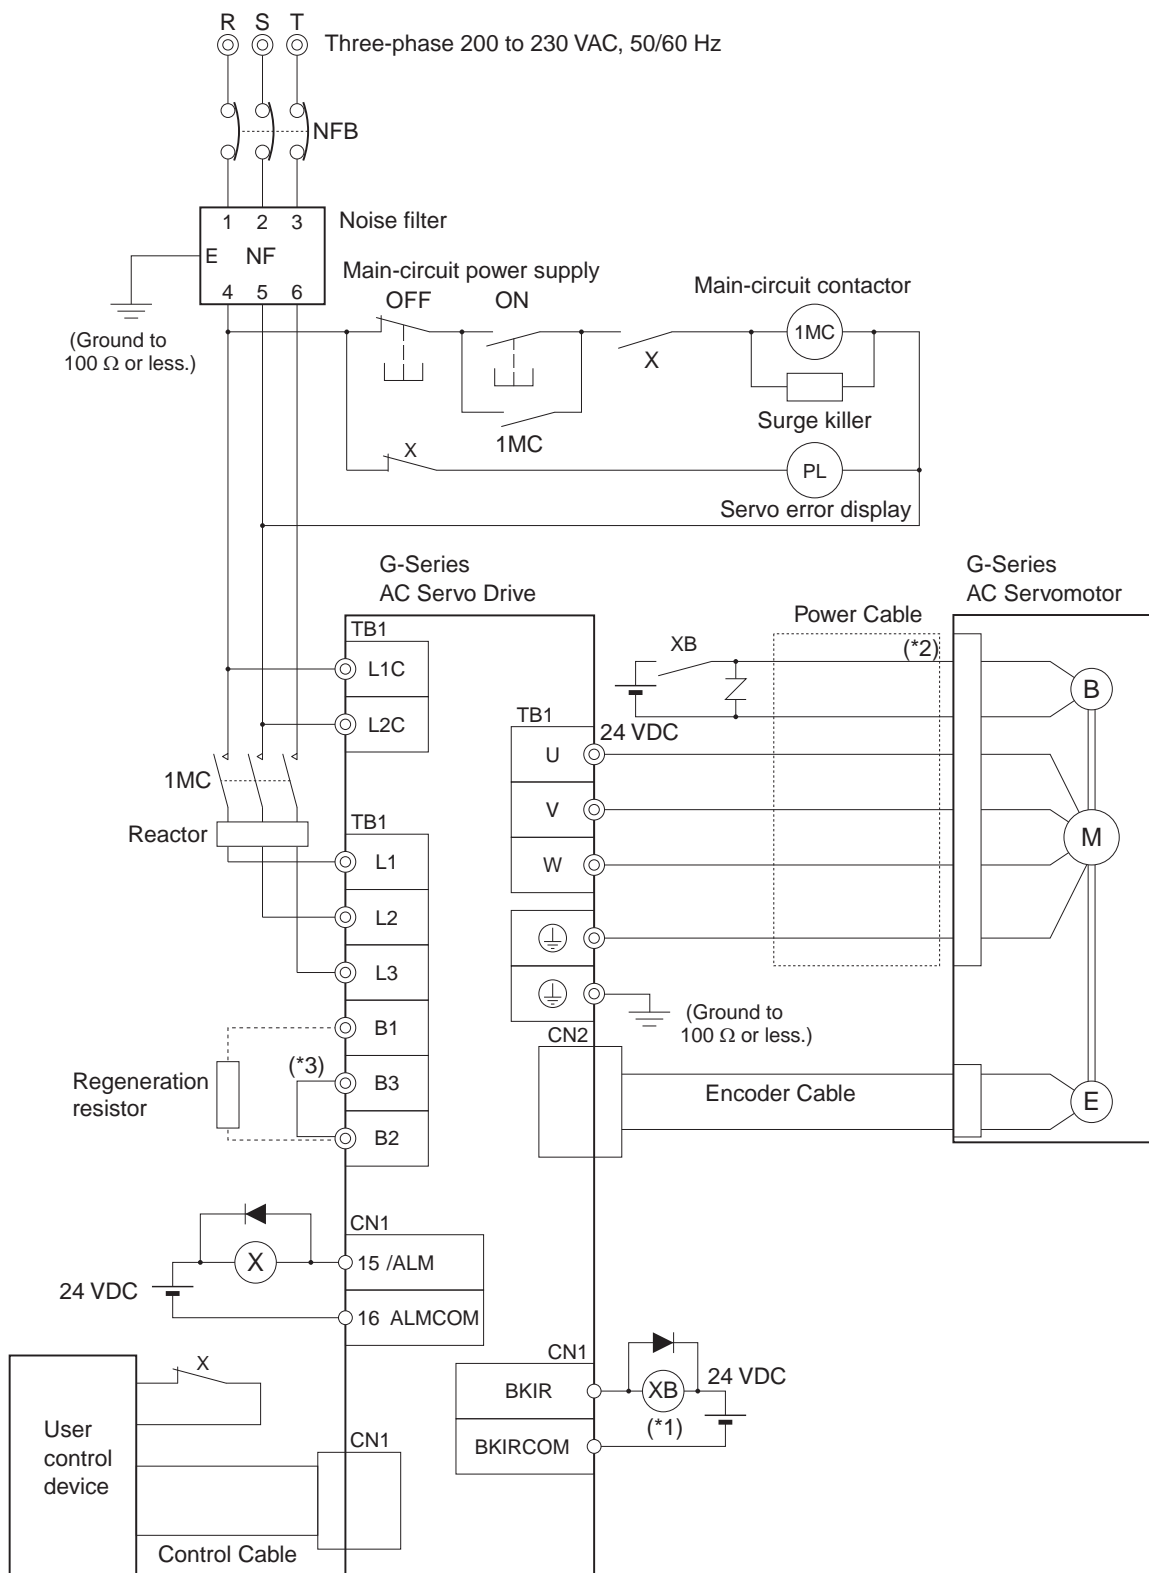 R S T
Three-phase 200 to 230 VAC, 50/60 Hz
NFB
1 2 3
Noise filter
E NF
4 5 6
(Ground to
100 Ω or less.)
Main-circuit power supply
OFF ON
Main-circuit contactor
1MC
X
Surge killer
1MC
X
PL
Servo error display
G-Series
AC Servo Drive
G-Series
AC Servomotor
TB1
L1C
L2C
Power Cable
XB
(*2)
B
24 VDC
TB1
U
V
W
M
1MC
Reactor
TB1
L1
L2
L3
B1
(*3)
B3
B2
Regeneration
resistor
(Ground to
100 Ω or less.)
CN2
Encoder Cable
E
CN1
X
15 /ALM
24 VDC
16 ALMCOM
CN1
BKIR
XB
24 VDC
(*1)
BKIRCOM
X
User
control
device
CN1
Control Cable